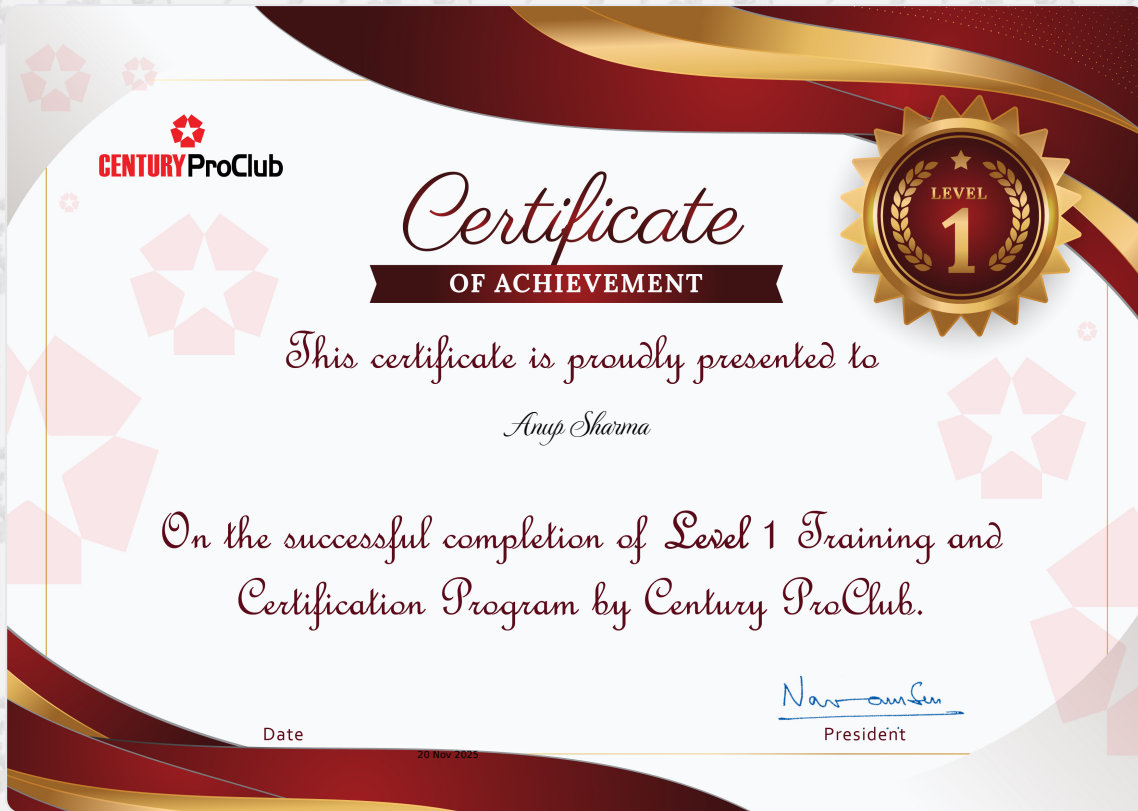 CENTURY ProClub
Certificate
OF ACHIEVEMENT
LEVEL
1
This certificate is proudly presented to
Anup Sharma
On the successful completion of Level 1 Training and
Certification Program by Century ProClub.
Date
President
20 Nov 2025